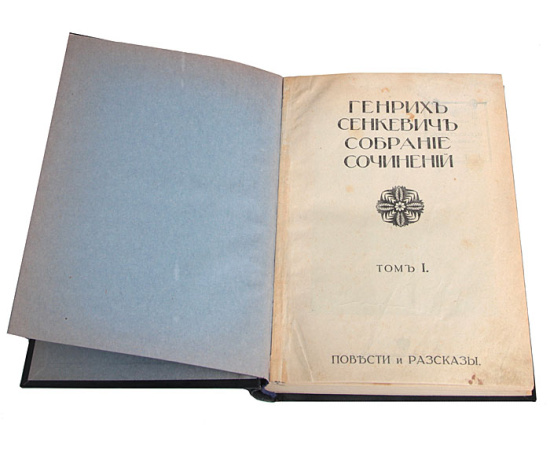 ГЕНРИХЪ
СЕНКЕВИЧЪ
СОБРАНІЕ
СОЧИНЕНІЙ
ТОМЪ I.
ПОВѢСТИ и РАЗСКАЗЫ.